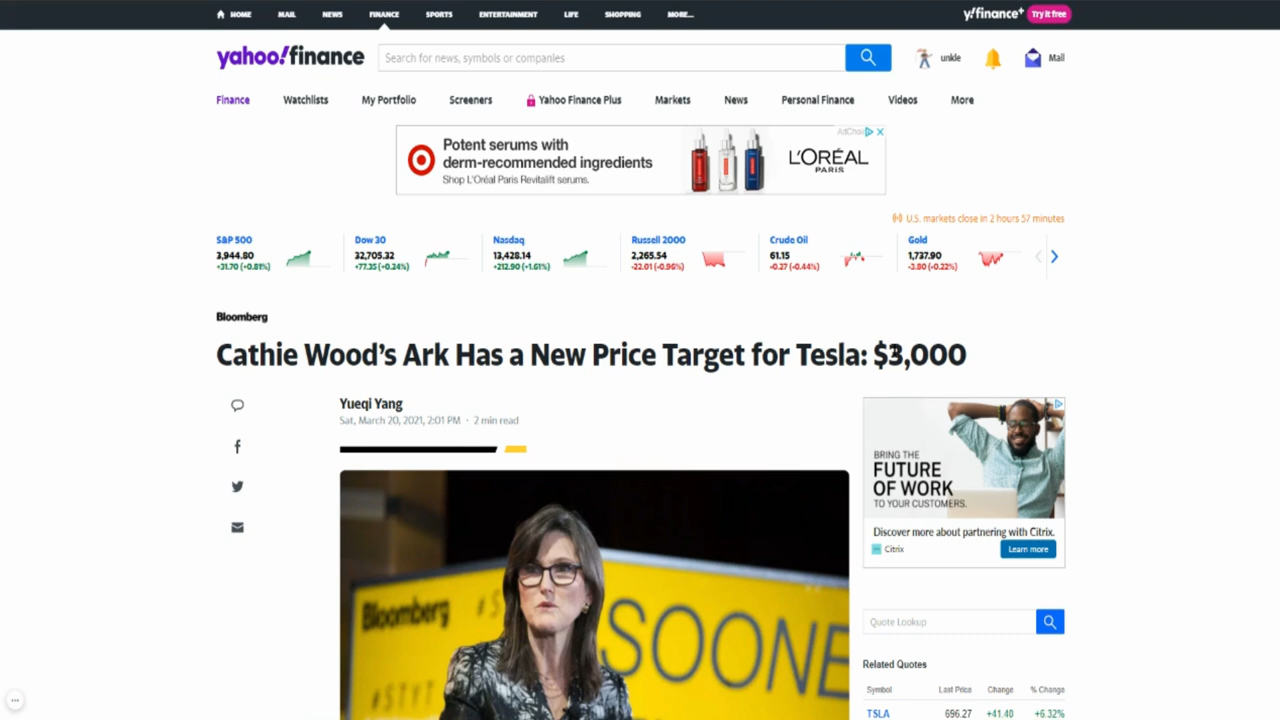 HOME MAIL NEWS FINANCE SPORTS ENTERTAINMENT LIFE SHOPPING MORE...
y!finance+ Try it free
yahoo!finance
Search for news, symbols or companies
unkle
Mail
Finance Watchlists My Portfolio Screeners Yahoo Finance Plus Markets News Personal Finance Videos More
Potent serums with
derm-recommended ingredients
Shop L'Oréal Paris Revitalift serums.
L'ORÉAL
PARIS
AdChoi
U.S. markets close in 2 hours 57 minutes
S&P 500
3,944.80
+31.70 (+0.81%)
Dow 30
32,705.32
+77.35 (+0.24%)
Nasdaq
13,428.14
+212.90 (+1.61%)
Russell 2000
2,265.54
-22.01 (-0.96%)
Crude Oil
61.15
-0.27 (-0.44%)
Gold
1,737.90
-3.80 (-0.22%)
Bloomberg
Cathie Wood's Ark Has a New Price Target for Tesla: $3,000
Yueqi Yang
Sat, March 20, 2021, 2:01 PM · 2 min read
Bloomberg
#S
SOONE
#STYT
BRING THE
FUTURE
OF WORK
TO YOUR CUSTOMERS.
Discover more about partnering with Citrix.
Citrix
Learn more
Quote Lookup
Related Quotes
Symbol Last Price Change % Change
TSLA 696.27 +41.40 +6.32%